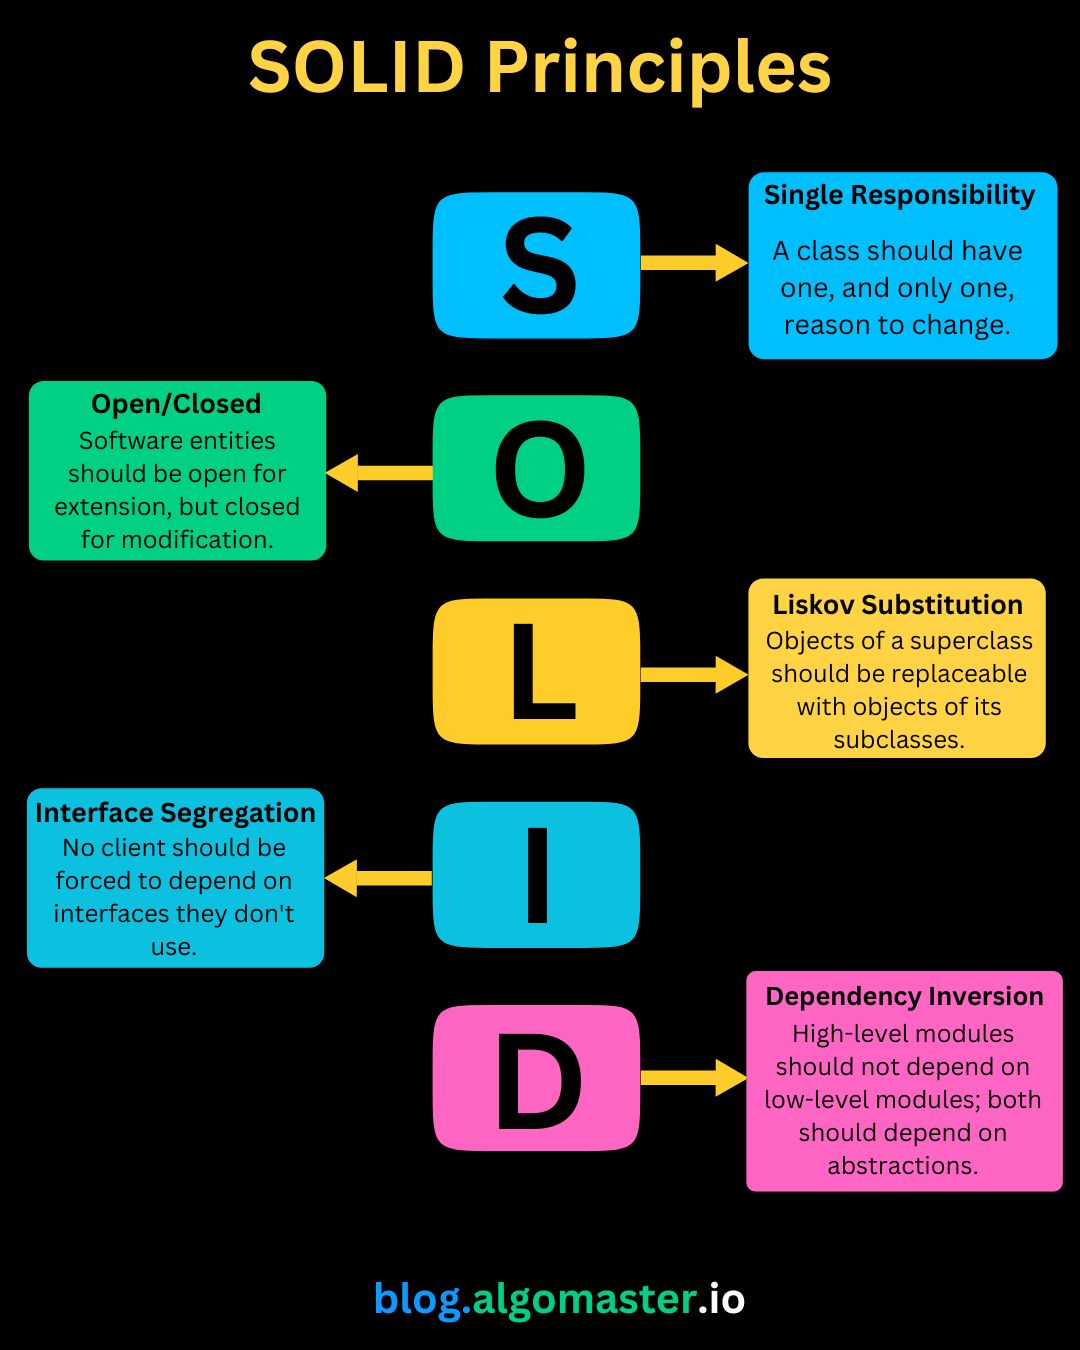 SOLID Principles
S
Single Responsibility
A class should have
one, and only one,
reason to change.
Open/Closed
Software entities
should be open for
extension, but closed
for modification.
O
L
Liskov Substitution
Objects of a superclass
should be replaceable
with objects of its
subclasses.
Interface Segregation
No client should be
forced to depend on
interfaces they don't
use.
I
D
Dependency Inversion
High-level modules
should not depend on
low-level modules; both
should depend on
abstractions.
blog.algomaster.io